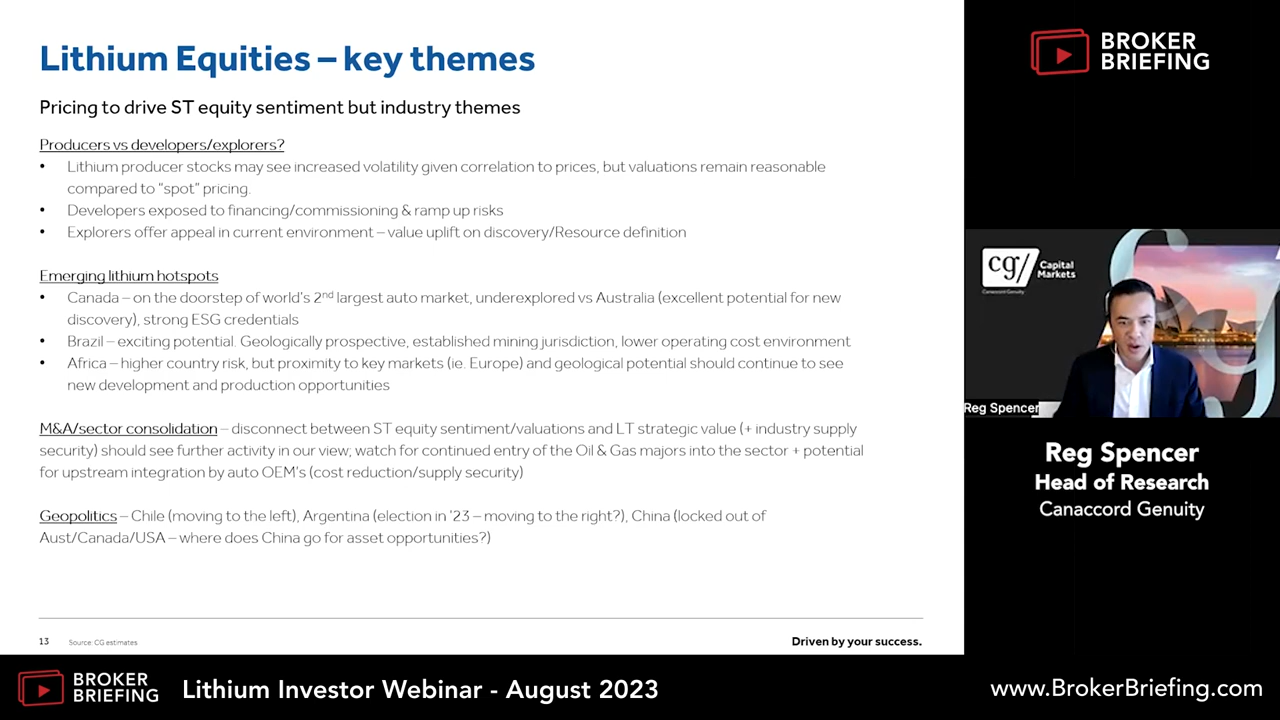 Lithium Equities – key themes
Pricing to drive ST equity sentiment but industry themes
Producers vs developers/explorers?
• Lithium producer stocks may see increased volatility given correlation to prices, but valuations remain reasonable
compared to “spot” pricing.
• Developers exposed to financing/commissioning & ramp up risks
• Explorers offer appeal in current environment – value uplift on discovery/Resource definition
Emerging lithium hotspots
• Canada – on the doorstep of world's 2nd largest auto market, underexplored vs Australia (excellent potential for new
discovery), strong ESG credentials
• Brazil – exciting potential. Geologically prospective, established mining jurisdiction, lower operating cost environment
• Africa – higher country risk, but proximity to key markets (ie. Europe) and geological potential should continue to see
new development and production opportunities
M&A/sector consolidation – disconnect between ST equity sentiment/valuations and LT strategic value (+ industry supply
security) should see further activity in our view; watch for continued entry of the Oil & Gas majors into the sector + potential
for upstream integration by auto OEM's (cost reduction/supply security)
Geopolitics – Chile (moving to the left), Argentina (election in '23 – moving to the right?), China (locked out of
Aust/Canada/USA – where does China go for asset opportunities?)
13
Source: CG estimates
Driven by your success.
BROKER
BRIEFING
cg/
Capital
Markets
Canaccord Genuity
Reg Spencer
Reg Spencer
Head of Research
Canaccord Genuity
BROKER
BRIEFING
Lithium Investor Webinar - August 2023
www.BrokerBriefing.com